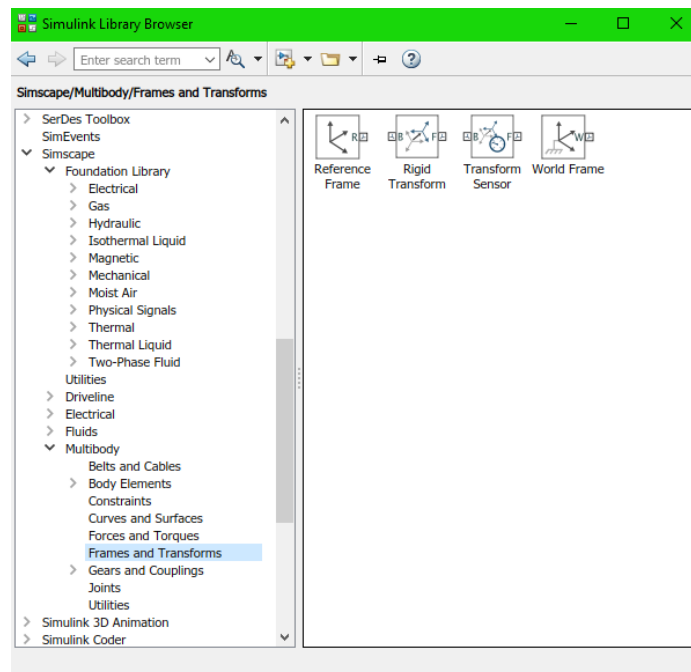 Simulink Library Browser
Enter search term
Simscape/Multibody/Frames and Transforms
SerDes Toolbox
SimEvents
Simscape
Foundation Library
Electrical
Gas
Hydraulic
Isothermal Liquid
Magnetic
Mechanical
Moist Air
Physical Signals
Thermal
Thermal Liquid
Two-Phase Fluid
Utilities
Driveline
Electrical
Fluids
Multibody
Belts and Cables
Body Elements
Constraints
Curves and Surfaces
Forces and Torques
Frames and Transforms
Gears and Couplings
Joints
Utilities
Simulink 3D Animation
Simulink Coder
R
B F
B F
W
Reference Frame
Rigid Transform
Transform Sensor
World Frame